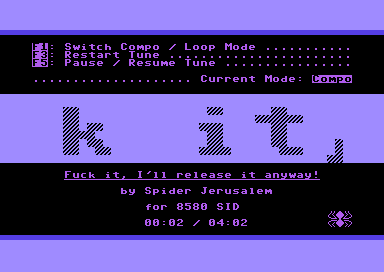 F1: Switch Compo / Loop Mode ...........
F3: Restart Tune .......................
F5: Pause / Resume Tune ................
.................... Current Mode: Compo
k it,
Fuck it, I'll release it anyway!
by Spider Jerusalem
for 8580 SID
00:02 / 04:02